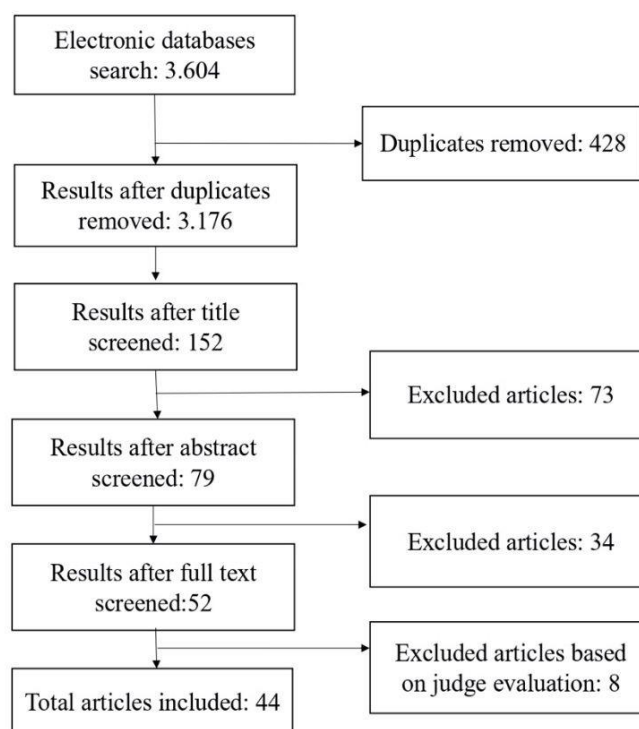 Electronic databases
search: 3.604
Duplicates removed: 428
Results after duplicates
removed: 3.176
Results after title
screened: 152
Excluded articles: 73
Results after abstract
screened: 79
Excluded articles: 34
Results after full text
screened:52
Excluded articles based
on judge evaluation: 8
Total articles included: 44